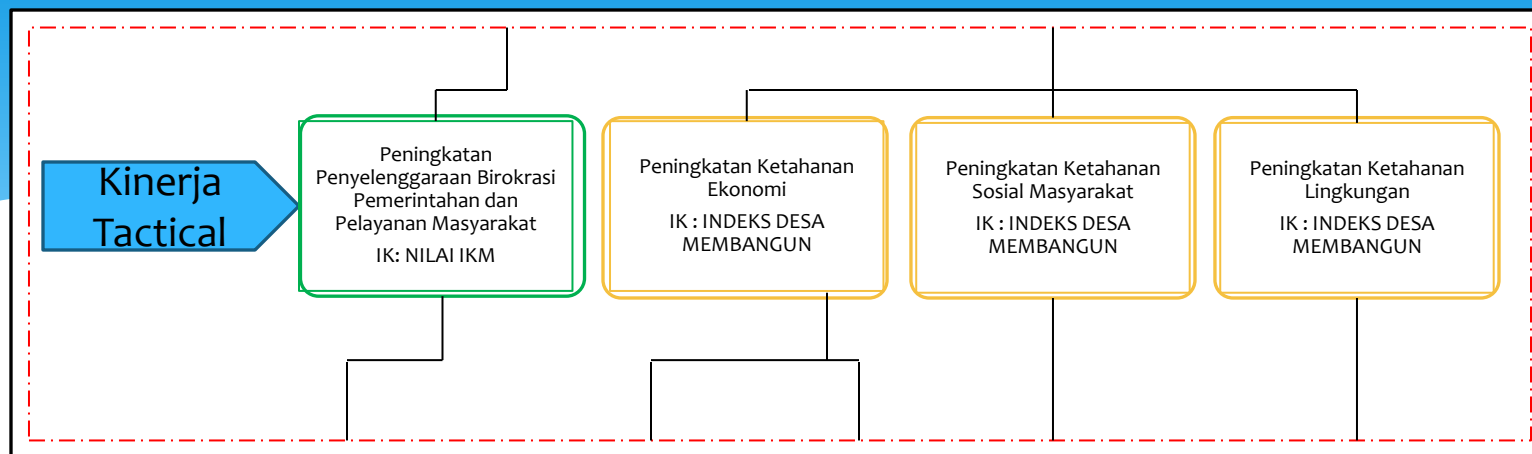 Kinerja
Tactical
Peningkatan
Penyelenggaraan Birokrasi
Pemerintahan dan
Pelayanan Masyarakat
IK: NILAI IKM
Peningkatan Ketahanan
Ekonomi
IK : INDEKS DESA
MEMBANGUN
Peningkatan Ketahanan
Sosial Masyarakat
IK : INDEKS DESA
MEMBANGUN
Peningkatan Ketahanan
Lingkungan
IK : INDEKS DESA
MEMBANGUN